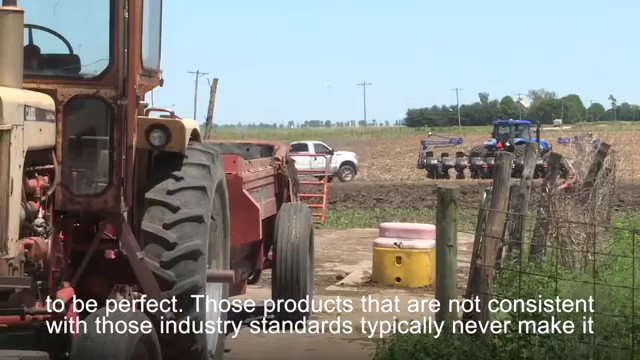 to be perfect. Those products that are not consistent
with those industry standards typically never make it